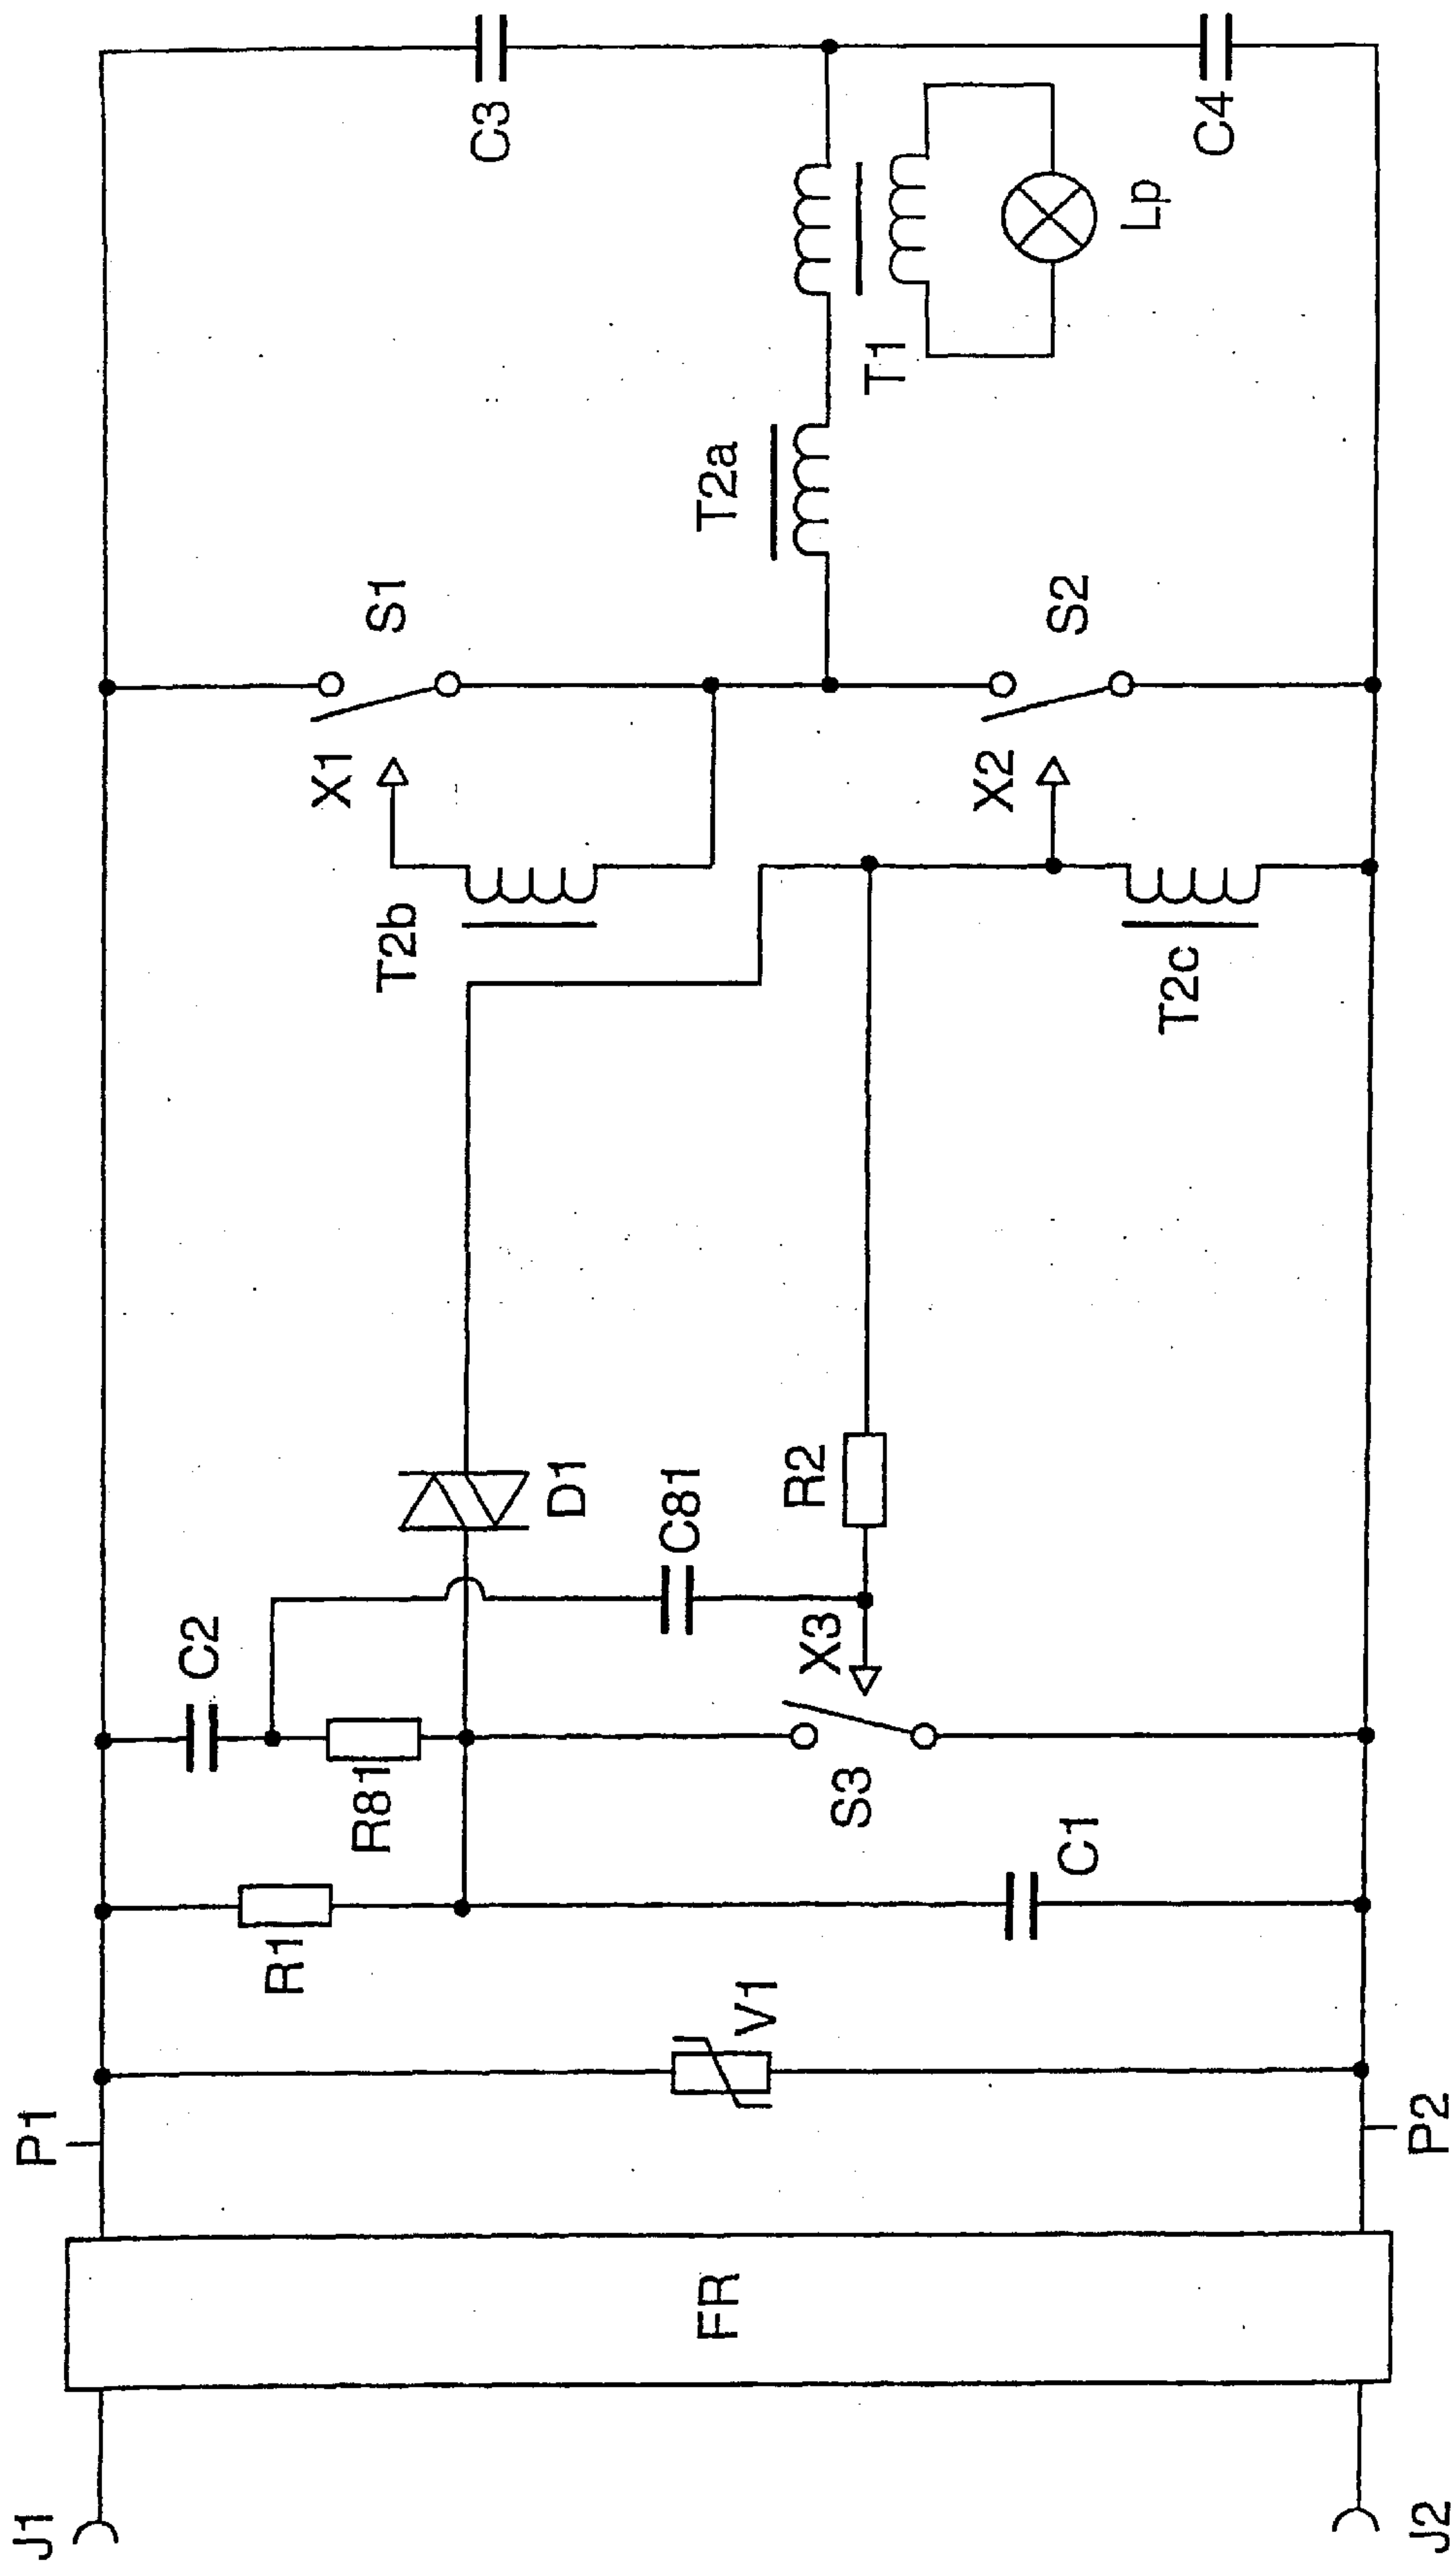 J1
J2
FR
P1
P2
V1
R1
C1
R81
C2
S3
X3
C81
R2
D1
T2b
T2c
X1
X2
S1
S2
T2a
T1
Lp
C3
C4